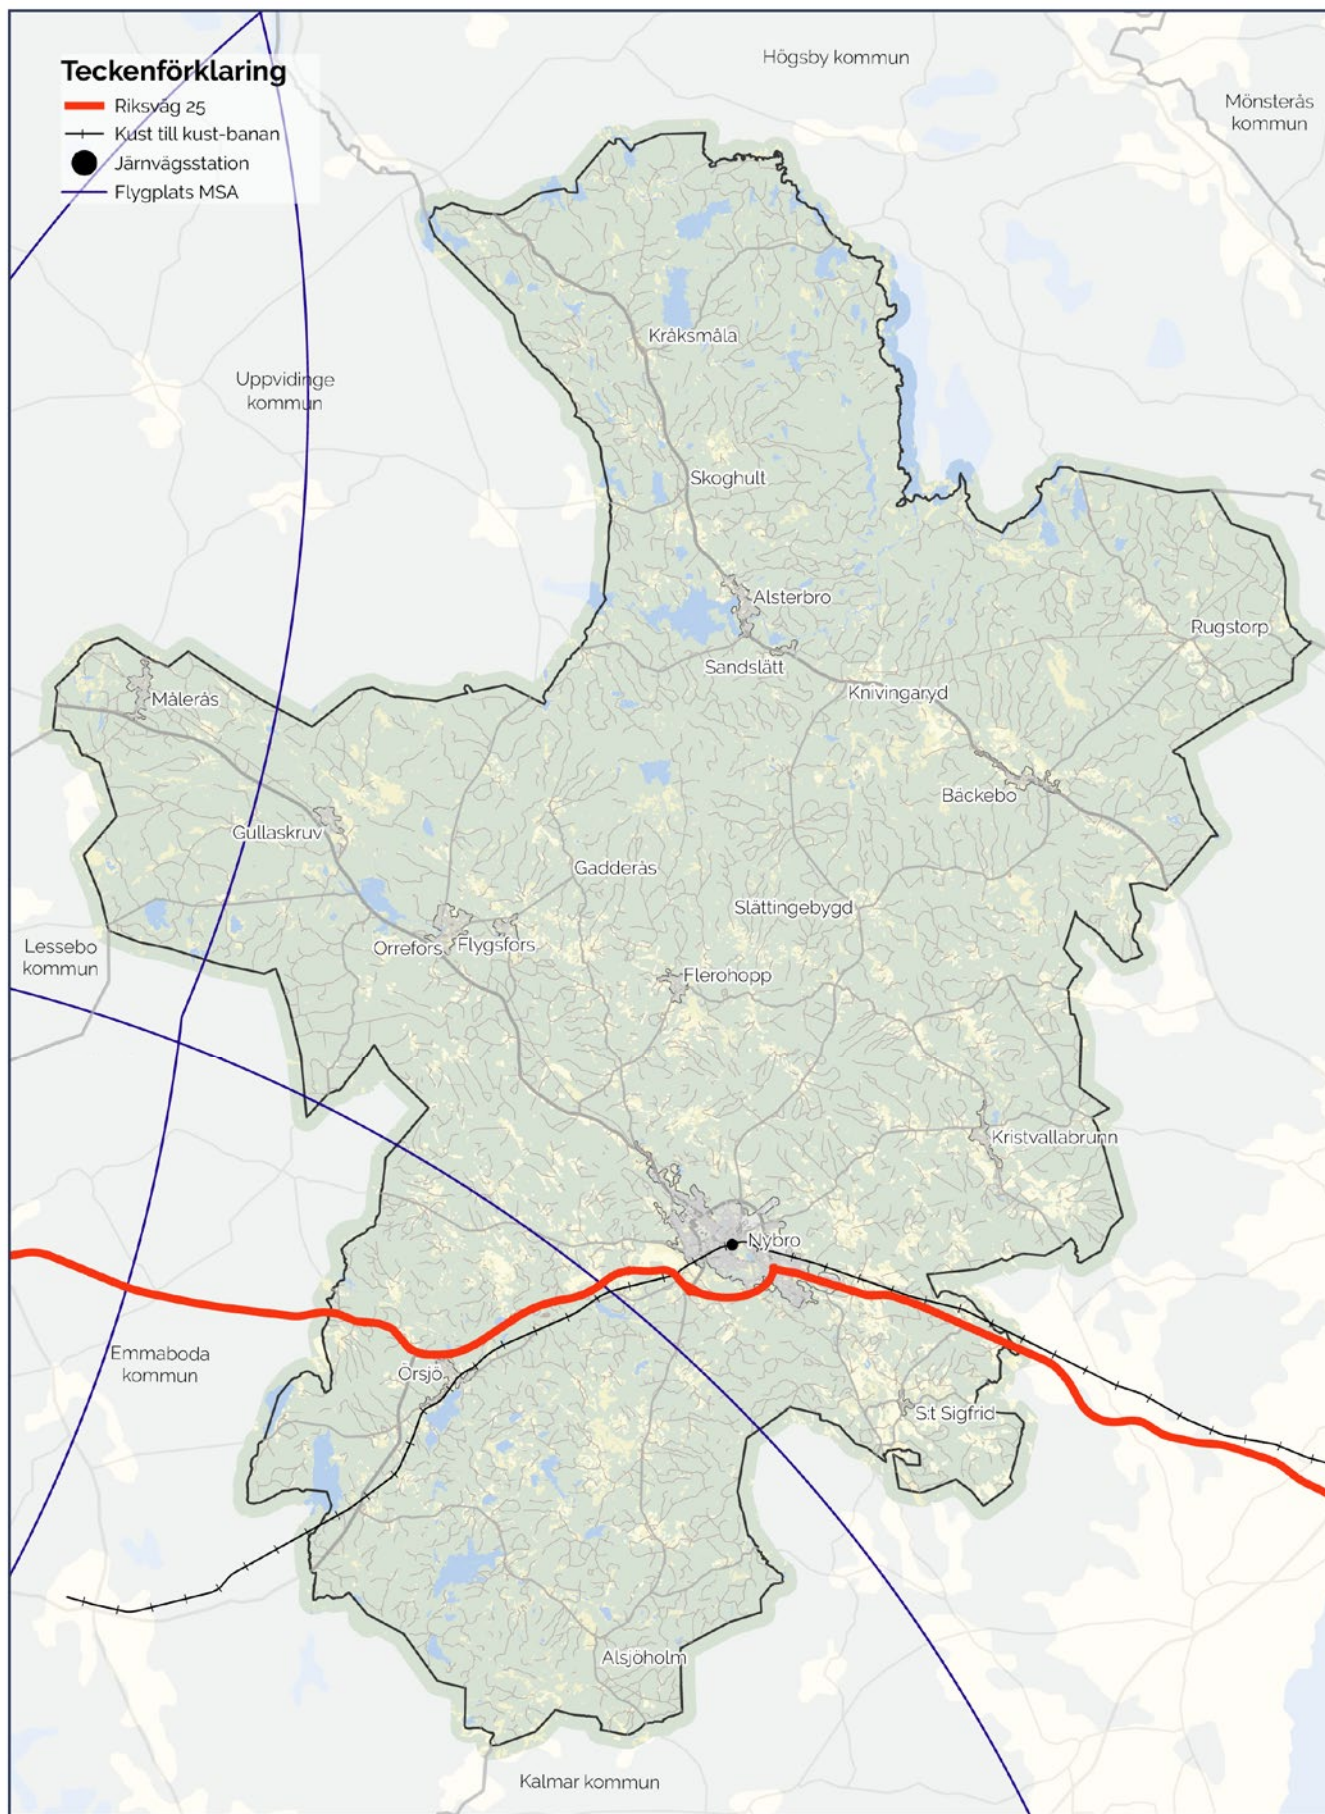 Teckenförklaring
Riksväg 25
Kust till kust-banan
Järnvägsstation
Flygplats MSA
Högsby kommun
Mönsterås
kommun
Uppvidinge
kommun
Kråksmåla
Skoghult
Alsterbro
Sandslätt
Rugstorp
Målerås
Knivingaryd
Bäckebo
Gullaskruv
Gadderås
Slättingebygd
Lessebo
kommun
Orrefors
Flygsfors
Flerohopp
Kristvallabrunn
Nybro
Emmaboda
kommun
Örsjö
S:t Sigfrid
Alsjöholm
Kalmar kommun